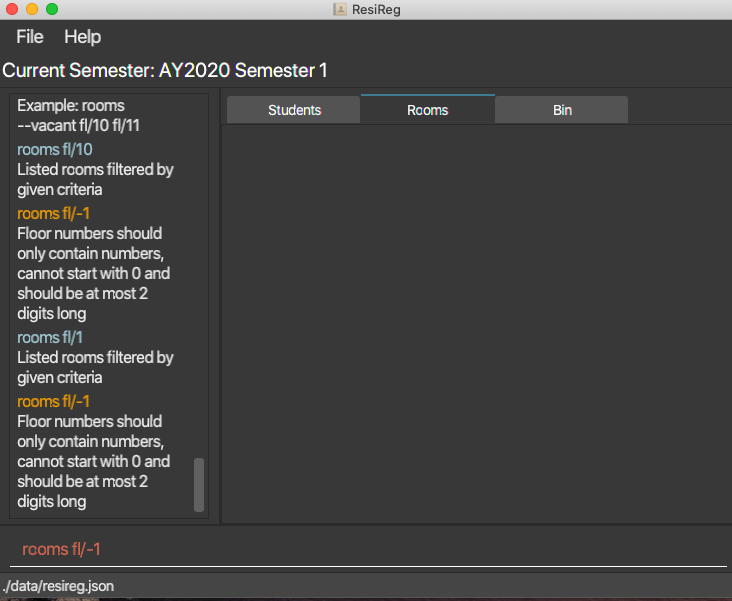 ResiReg
File Help
Current Semester: AY2020 Semester 1
Example: rooms
--vacant fl/10 fl/11
rooms fl/10
Listed rooms filtered by
given criteria
rooms fl/-1
Floor numbers should
only contain numbers,
cannot start with 0 and
should be at most 2
digits long
rooms fl/1
Listed rooms filtered by
given criteria
rooms fl/-1
Floor numbers should
only contain numbers,
cannot start with 0 and
should be at most 2
digits long
Students Rooms Bin
rooms fl/-1
./data/resireg.json